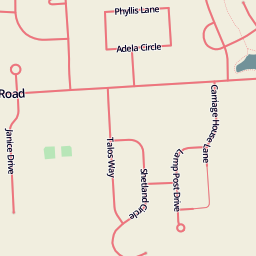 Phyllis Lane
Adela Circle
Road
Carriage House Lane
Janice Drive
Talos Way
Shetland Circle
Lamp Post Drive